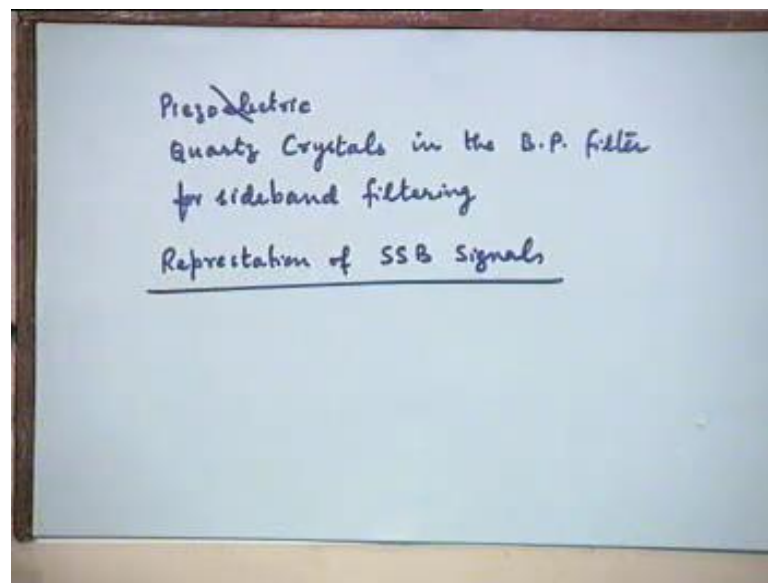 Piezoelectric
Quartz Crystals in the B.P. filter
for sideband filtering
Represtation of SSB Signals